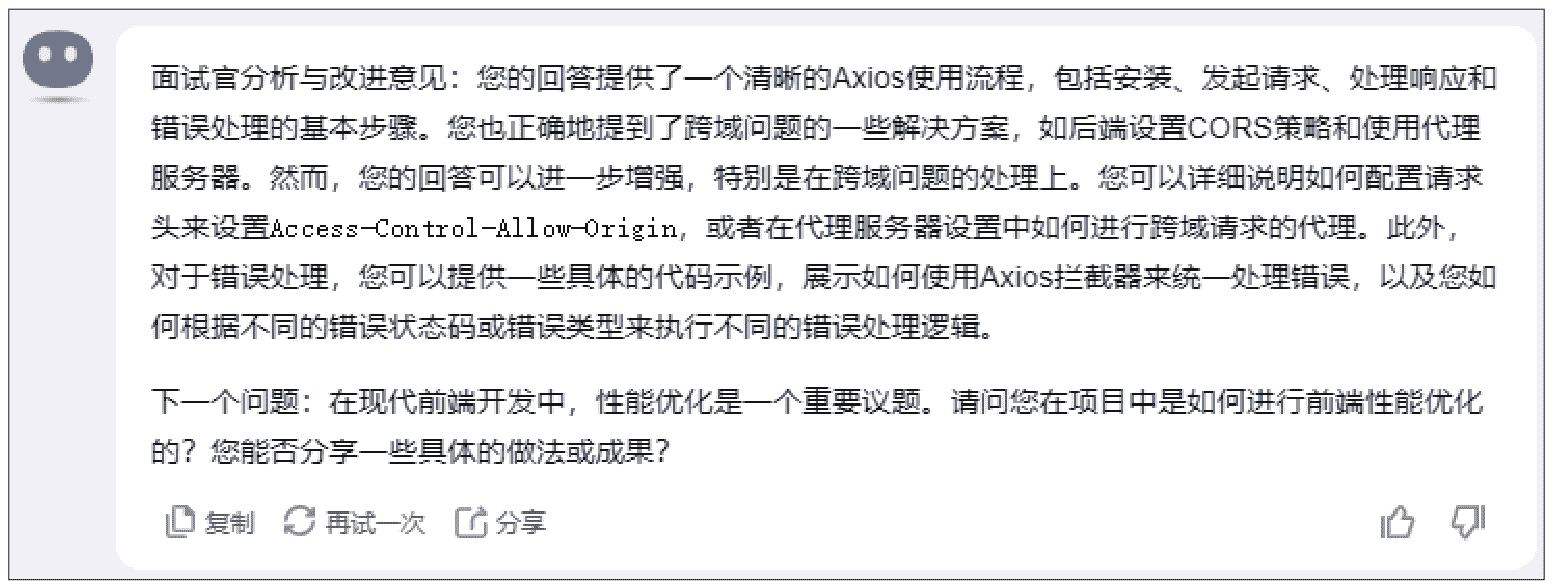 面试官分析与改进意见：您的回答提供了一个清晰的Axios使用流程，包括安装、发起请求、处理响应和
错误处理的基本步骤。您也正确地提到了跨域问题的一些解决方案，如后端设置CORS策略和使用代理
服务器。然而，您的回答可以进一步增强，特别是在跨域问题的处理上。您可以详细说明如何配置请求
头来设置Access-Control-Allow-Origin，或者在代理服务器设置中如何进行跨域请求的代理。此外，
对于错误处理，您可以提供一些具体的代码示例，展示如何使用Axios拦截器来统一处理错误，以及您如
何根据不同的错误状态码或错误类型来执行不同的错误处理逻辑。
下一个问题：在现代前端开发中，性能优化是一个重要议题。请问您在项目中是如何进行前端性能优化
的？您能否分享一些具体的做法或成果？
复制 再试一次 分享